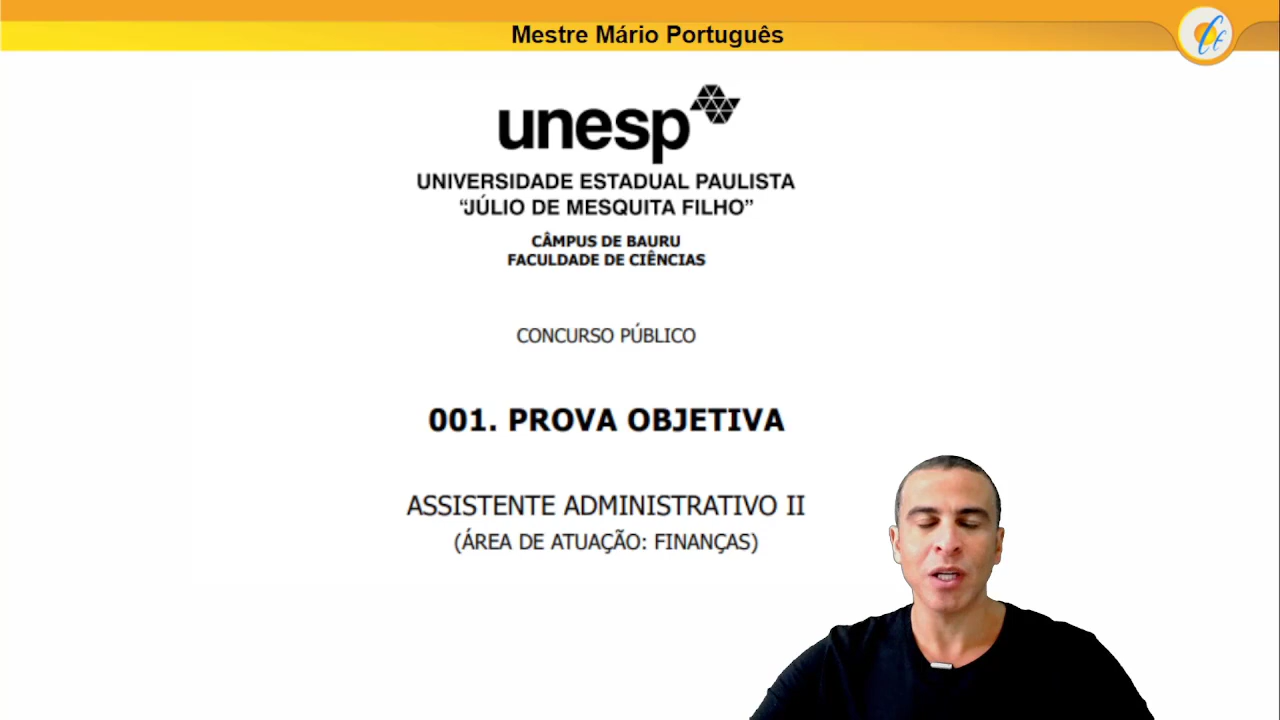 Mestre Mário Português
unesp
UNIVERSIDADE ESTADUAL PAULISTA
“JÚLIO DE MESQUITA FILHO”
CÂMPUS DE BAURU
FACULDADE DE CIÊNCIAS
CONCURSO PÚBLICO
001. PROVA OBJETIVA
ASSISTENTE ADMINISTRATIVO II
(ÁREA DE ATUAÇÃO: FINANÇAS)